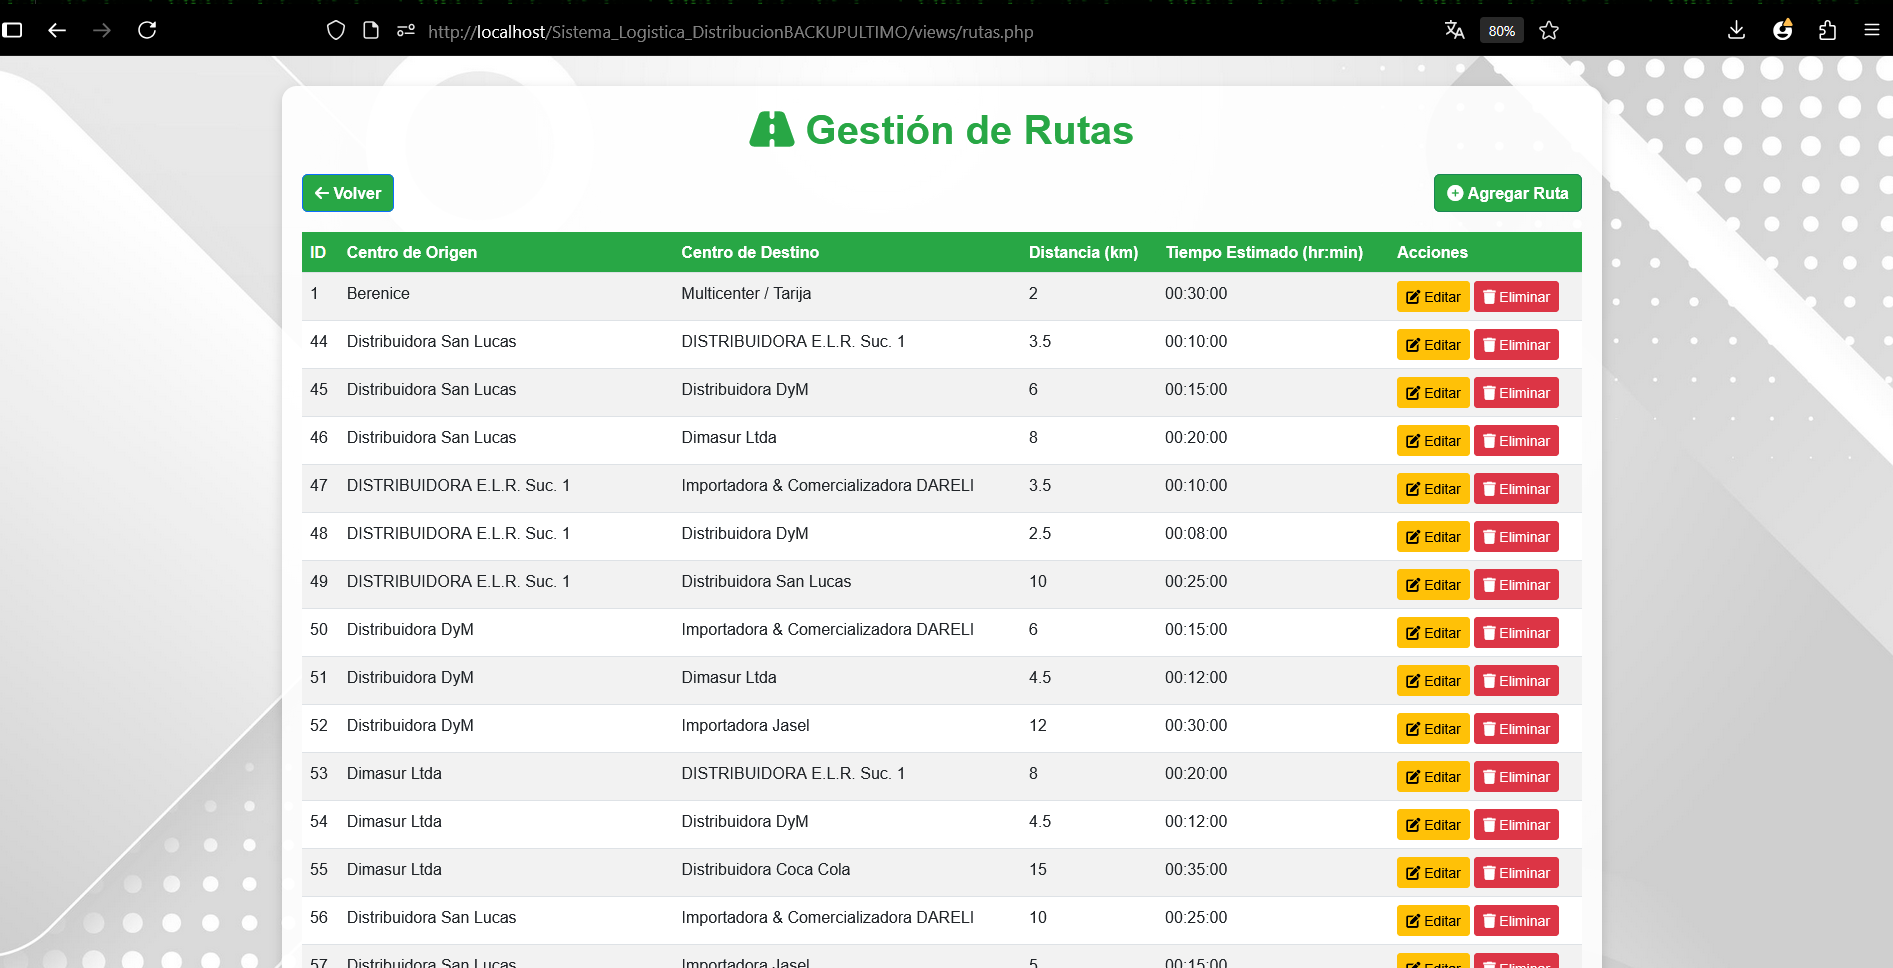 http://localhost/Sistema_Logistica_DistribucionBACKUPULTIMO/views/rutas.php 80%
Gestión de Rutas
Volver Agregar Ruta
ID Centro de Origen Centro de Destino Distancia (km) Tiempo Estimado (hr:min) Acciones
1 Berenice Multicenter / Tarija 2 00:30:00 Editar Eliminar
44 Distribuidora San Lucas DISTRIBUIDORA E.L.R. Suc. 1 3.5 00:10:00 Editar Eliminar
45 Distribuidora San Lucas Distribuidora DyM 6 00:15:00 Editar Eliminar
46 Distribuidora San Lucas Dimasur Ltda 8 00:20:00 Editar Eliminar
47 DISTRIBUIDORA E.L.R. Suc. 1 Importadora & Comercializadora DARELI 3.5 00:10:00 Editar Eliminar
48 DISTRIBUIDORA E.L.R. Suc. 1 Distribuidora DyM 2.5 00:08:00 Editar Eliminar
49 DISTRIBUIDORA E.L.R. Suc. 1 Distribuidora San Lucas 10 00:25:00 Editar Eliminar
50 Distribuidora DyM Importadora & Comercializadora DARELI 6 00:15:00 Editar Eliminar
51 Distribuidora DyM Dimasur Ltda 4.5 00:12:00 Editar Eliminar
52 Distribuidora DyM Importadora Jasel 12 00:30:00 Editar Eliminar
53 Dimasur Ltda DISTRIBUIDORA E.L.R. Suc. 1 8 00:20:00 Editar Eliminar
54 Dimasur Ltda Distribuidora DyM 4.5 00:12:00 Editar Eliminar
55 Dimasur Ltda Distribuidora Coca Cola 15 00:35:00 Editar Eliminar
56 Distribuidora San Lucas Importadora & Comercializadora DARELI 10 00:25:00 Editar Eliminar
57 Distribuidora San Lucas Importadora Jasel 5 00:15:00 Editar Eliminar